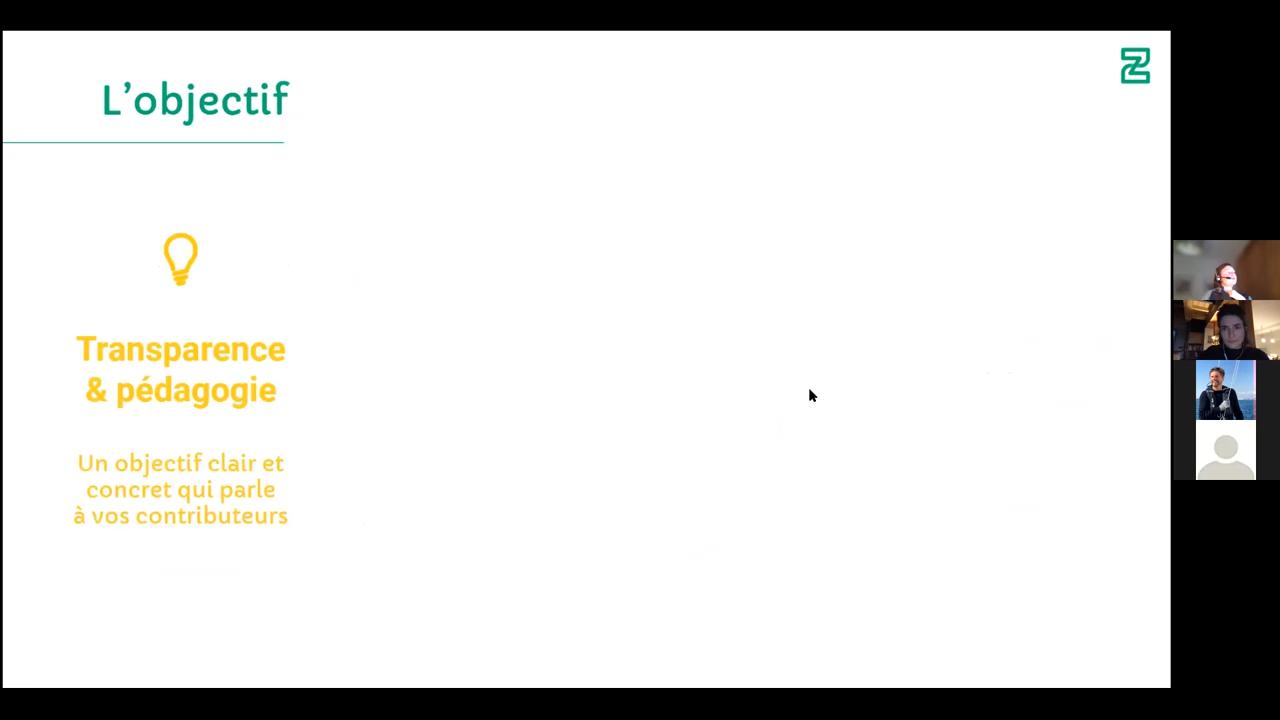 L’objectif
Transparence
& pédagogie
Un objectif clair et
concret qui parle
à vos contributeurs